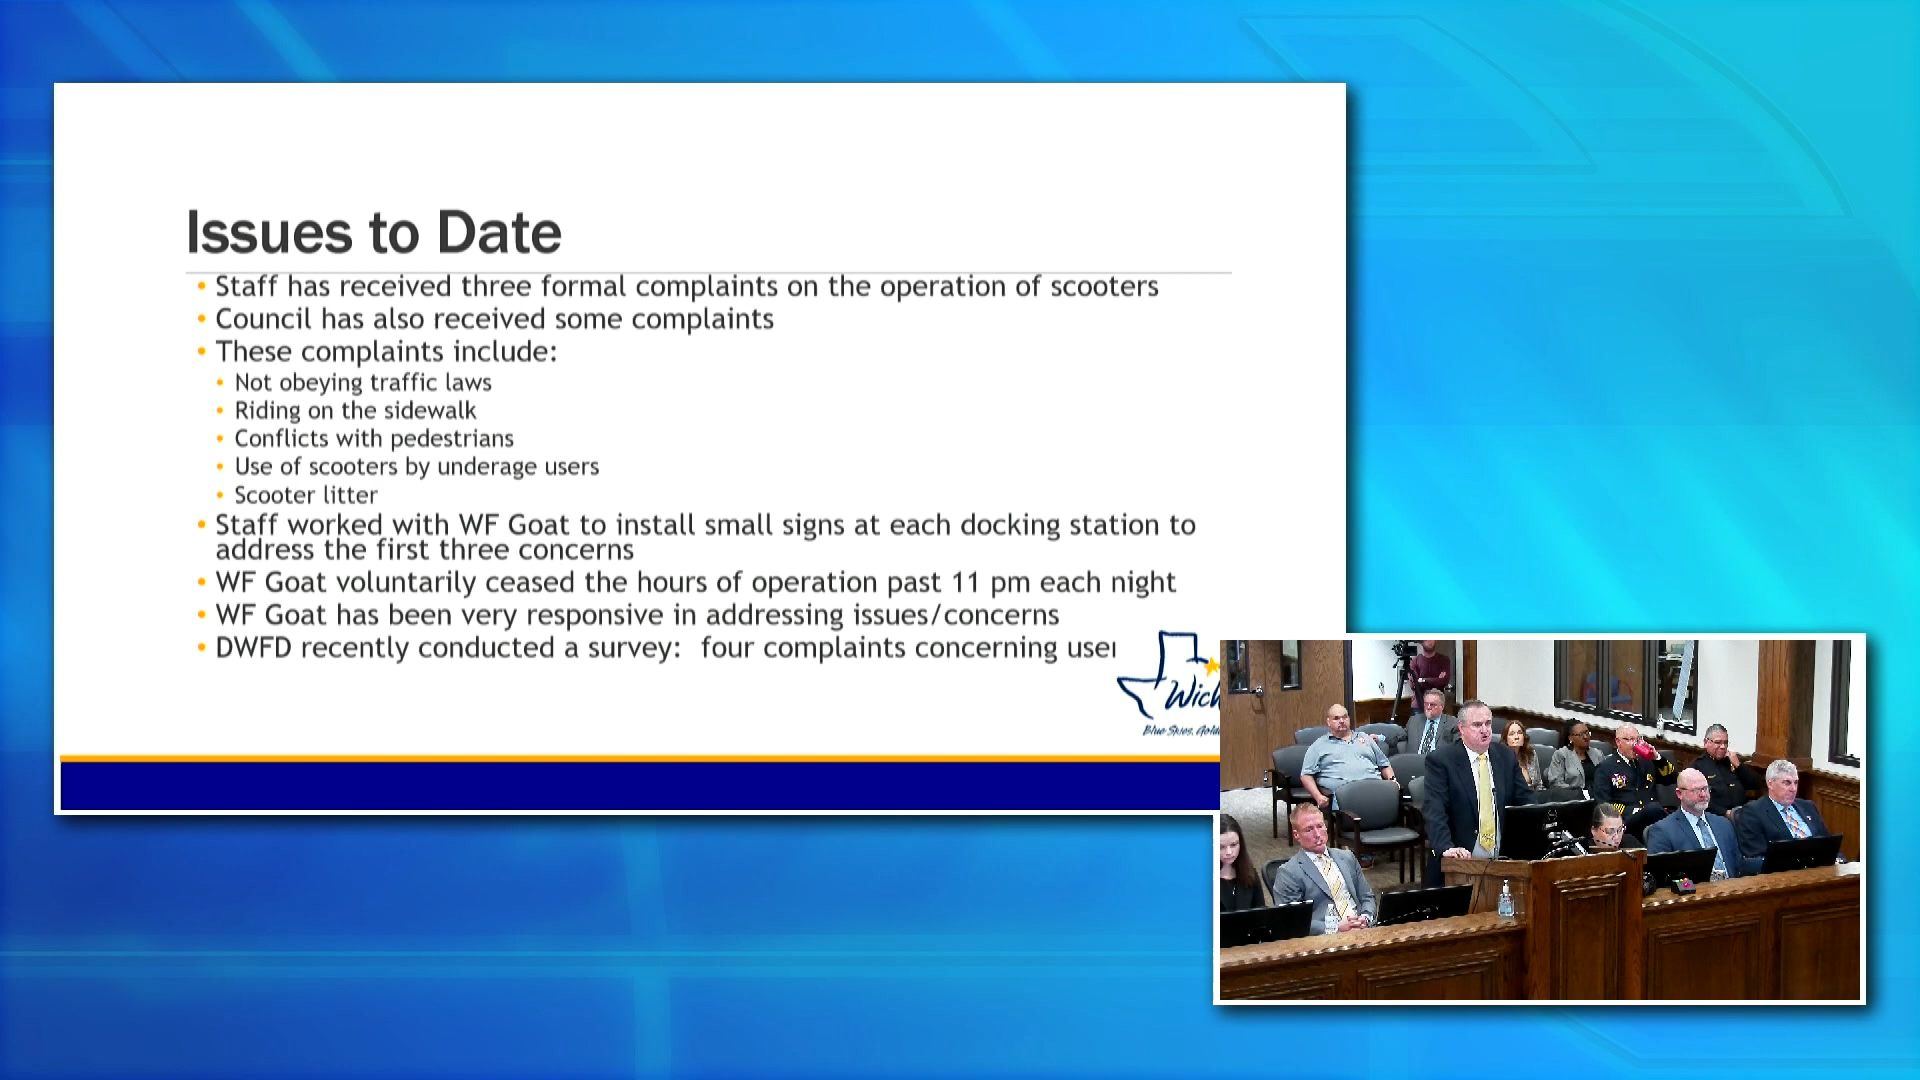 Issues to Date
• Staff has received three formal complaints on the operation of scooters
• Council has also received some complaints
• These complaints include:
• Not obeying traffic laws
• Riding on the sidewalk
• Conflicts with pedestrians
• Use of scooters by underage users
• Scooter litter
• Staff worked with WF Goat to install small signs at each docking station to
address the first three concerns
• WF Goat voluntarily ceased the hours of operation past 11 pm each night
• WF Goat has been very responsive in addressing issues/concerns
• DWFD recently conducted a survey:  four complaints concerning
Wich
Blue Skies,